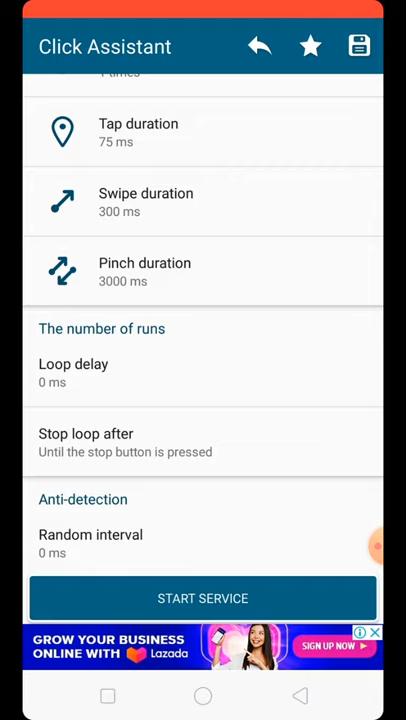 Click Assistant
1 times
Tap duration
75 ms
Swipe duration
300 ms
Pinch duration
3000 ms
The number of runs
Loop delay
0 ms
Stop loop after
Until the stop button is pressed
Anti-detection
Random interval
0 ms
START SERVICE
GROW YOUR BUSINESS
ONLINE WITH Lazada
SIGN UP NOW